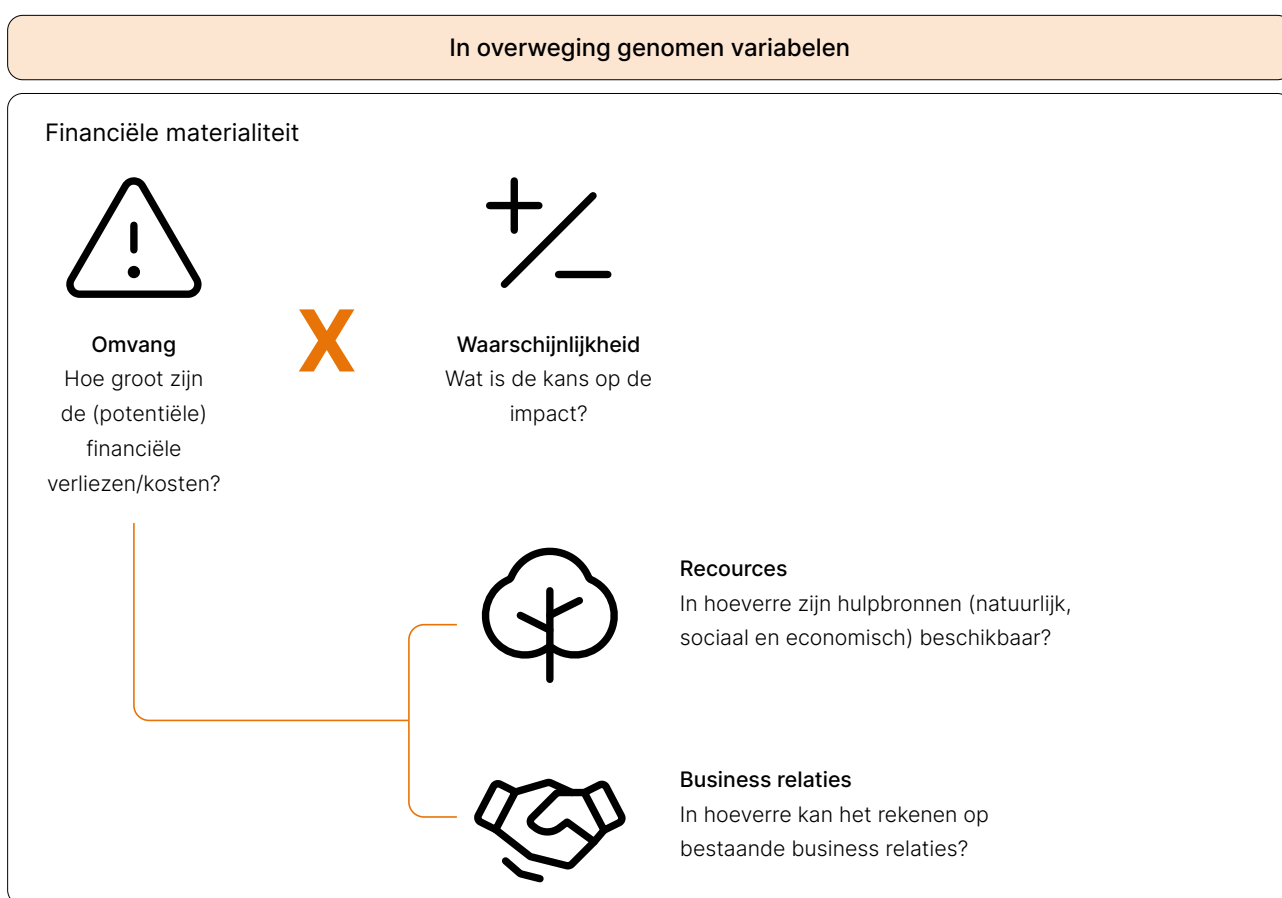 In overweging genomen variabelen
Financiële materialiteit
Omvang
Hoe groot zijn
de (potentiële)
financiële
verliezen/kosten?
X
Waarschijnlijkheid
Wat is de kans op de
impact?
Recources
In hoeverre zijn hulpbronnen (natuurlijk,
sociaal en economisch) beschikbaar?
Business relaties
In hoeverre kan het rekenen op
bestaande business relaties?